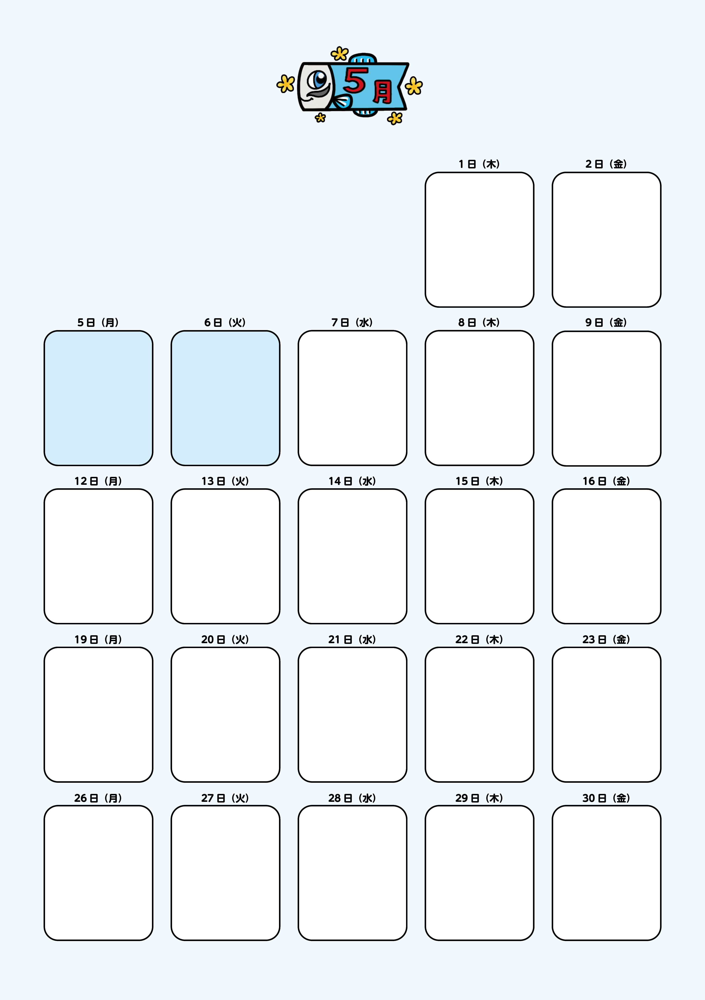 5月
1日（木） 2日（金）
5日（月） 6日（火） 7日（水） 8日（木） 9日（金）
12日（月） 13日（火） 14日（水） 15日（木） 16日（金）
19日（月） 20日（火） 21日（水） 22日（木） 23日（金）
26日（月） 27日（火） 28日（水） 29日（木） 30日（金）